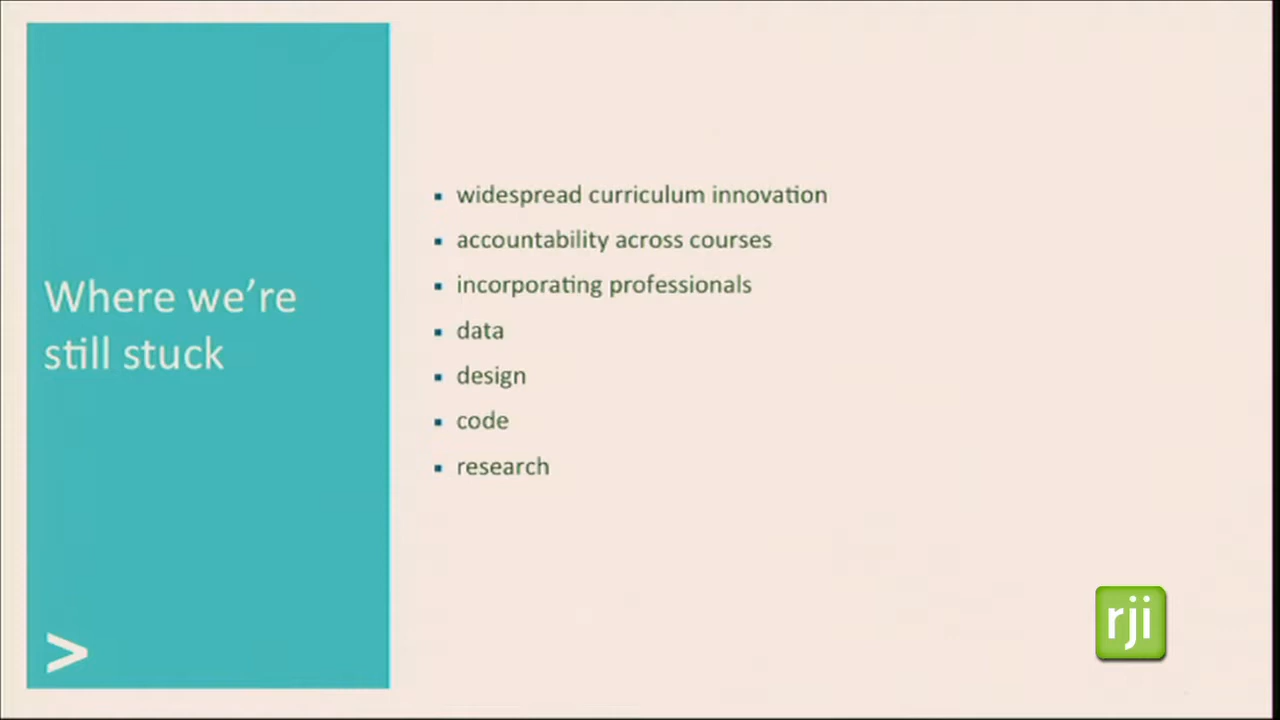 Where we're
still stuck
>
widespread curriculum innovation
accountability across courses
incorporating professionals
data
design
code
research
rji